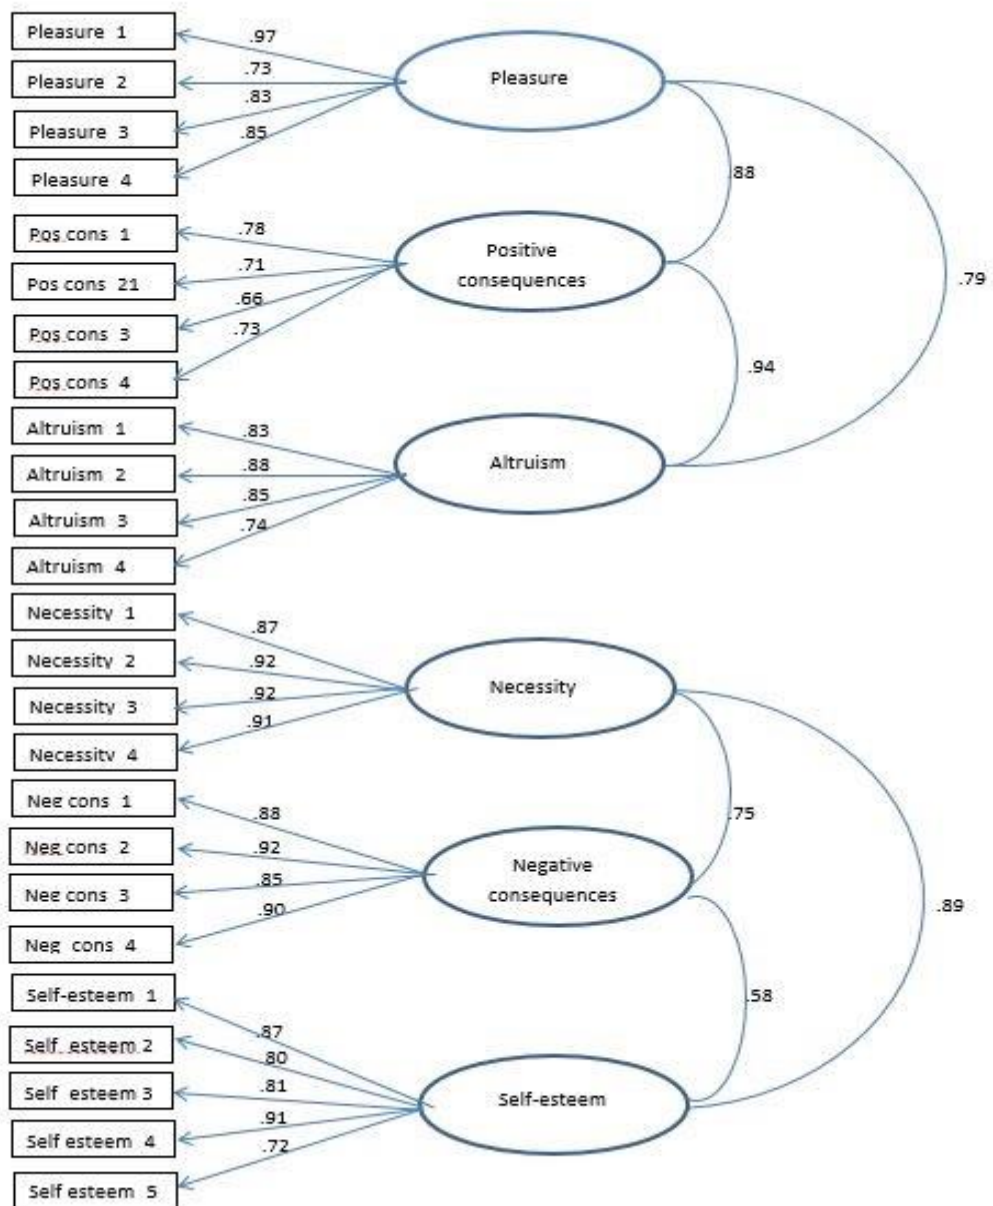 Pleasure 1
.97
Pleasure 2
.73
Pleasure
.83
Pleasure 3
.85
Pleasure 4
.88
Pos cons 1
.78
Positive
consequences
.71
Pos cons 21
.79
.66
Pos cons 3
.73
.94
Pos cons 4
Altruism 1
.83
.88
Altruism
Altruism 2
.85
Altruism 3
.74
Altruism 4
Necessity 1
.87
Necessity 2
.92
Necessity
.92
Necessity 3
.91
Necessity 4
Neg cons 1
.75
.88
Neg cons 2
.92
Negative
consequences
.85
Neg cons 3
.90
.89
Neg cons 4
Self-esteem 1
.58
.87
Self esteem 2
.80
.81
Self esteem 3
Self-esteem
.91
Self esteem 4
.72
Self esteem 5